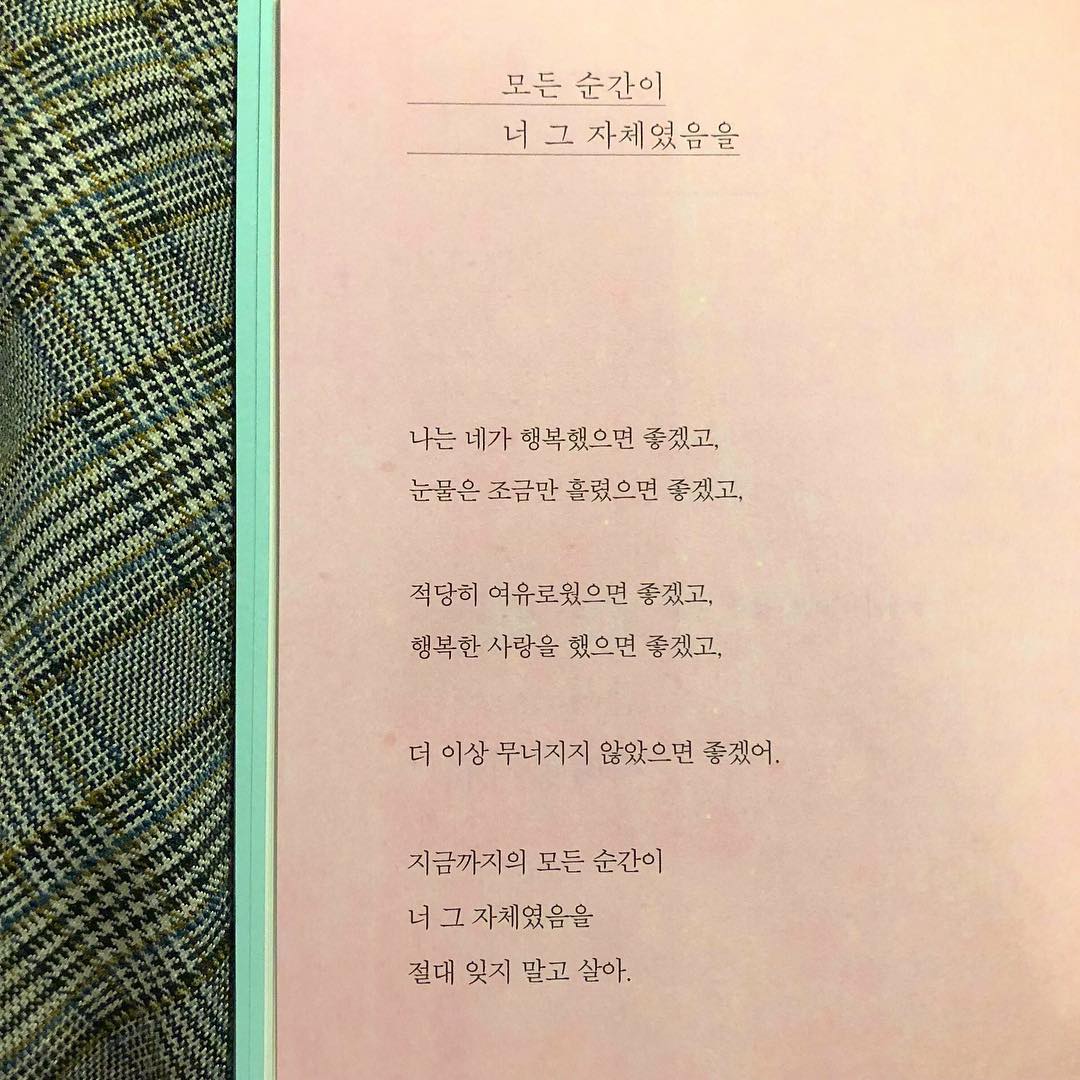 모든 순간이
너 그 자체였음을
나는 네가 행복했으면 좋겠고,
눈물은 조금만 흘렸으면 좋겠고,
적당히 여유로웠으면 좋겠고,
행복한 사랑을 했으면 좋겠고,
더 이상 무너지지 않았으면 좋겠어.
지금까지의 모든 순간이
너 그 자체였음을
절대 잊지 말고 살아.